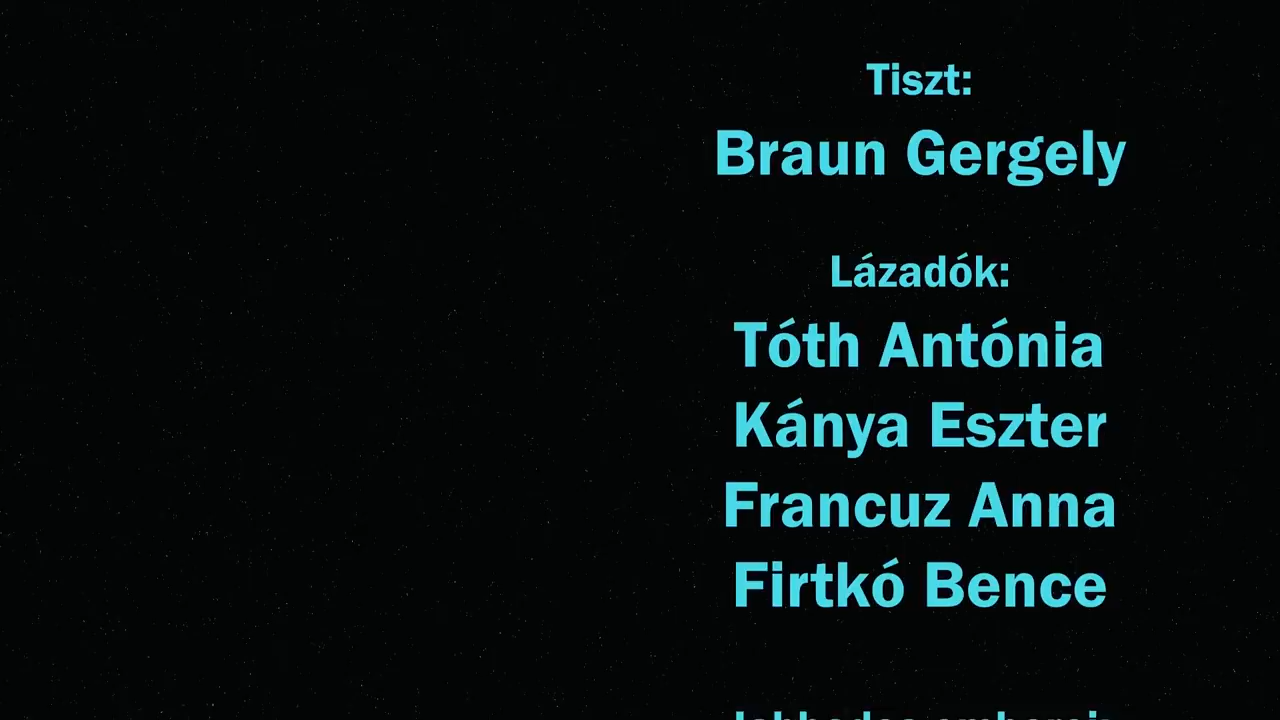 Tiszt:
Braun Gergely
Lázadók:
Tóth Antónia
Kánya Eszter
Francuz Anna
Firtkó Bence